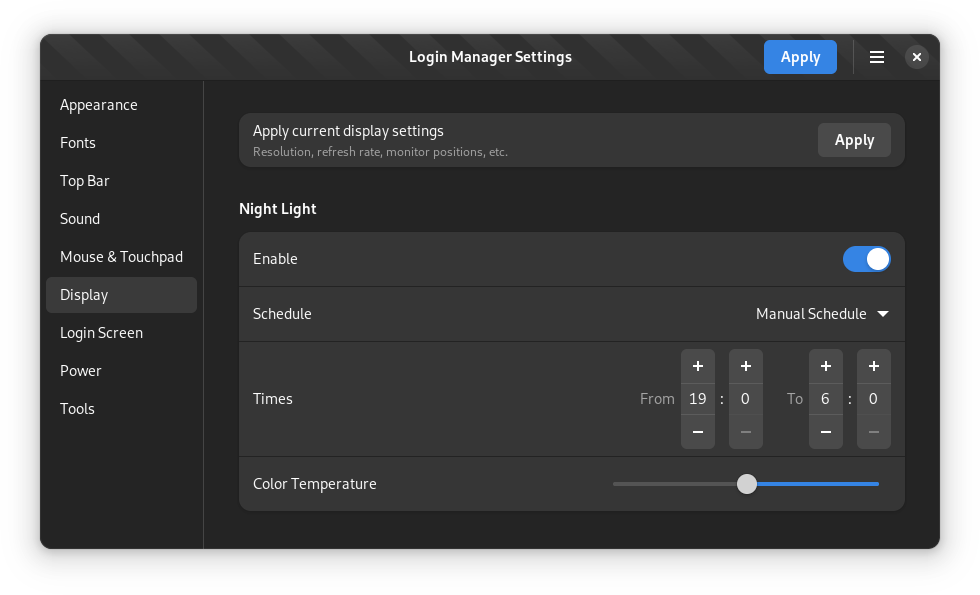 Login Manager Settings
Apply
Appearance
Fonts
Top Bar
Sound
Mouse & Touchpad
Display
Login Screen
Power
Tools
Apply current display settings
Resolution, refresh rate, monitor positions, etc.
Apply
Night Light
Enable
Schedule
Manual Schedule
+ + + +
Times From 19 : 0 To 6 : 0
− − − −
Color Temperature